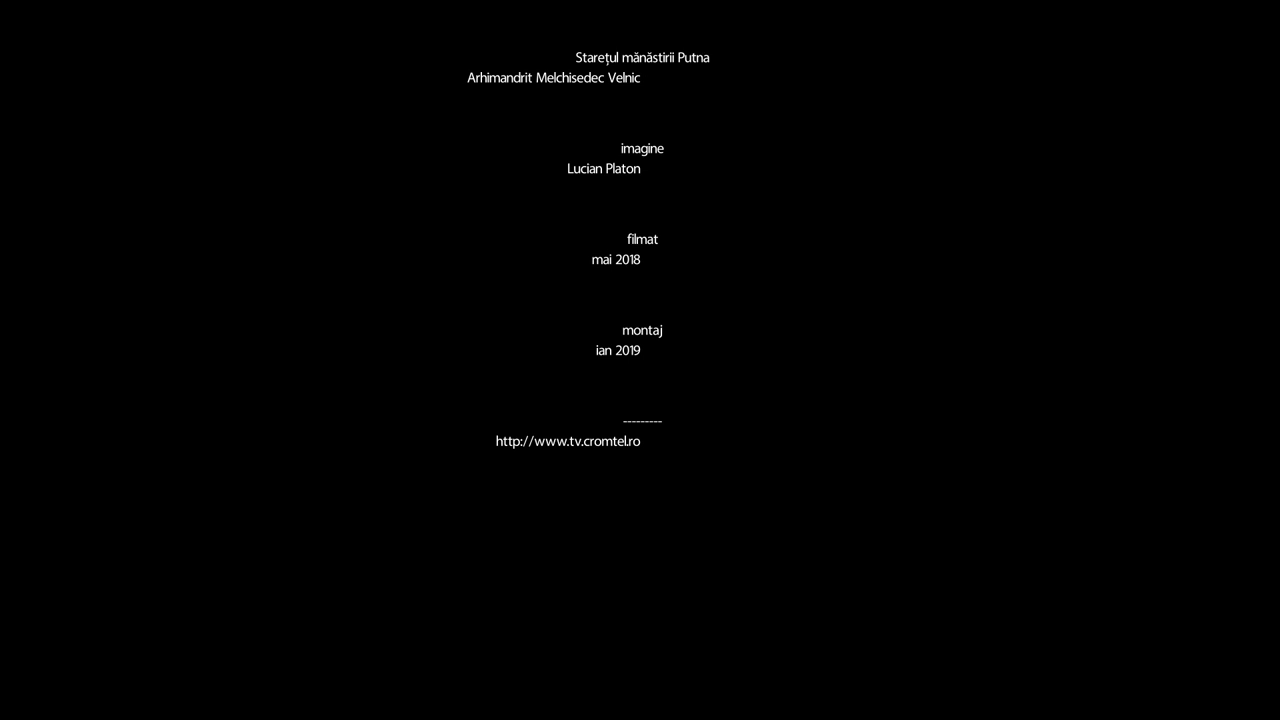 Starețul mănăstirii Putna
Arhimandrit Melchisedec Velnic
imagine
Lucian Platon
filmat
mai 2018
montaj
ian 2019
---------
http://www.tv.cromtel.ro